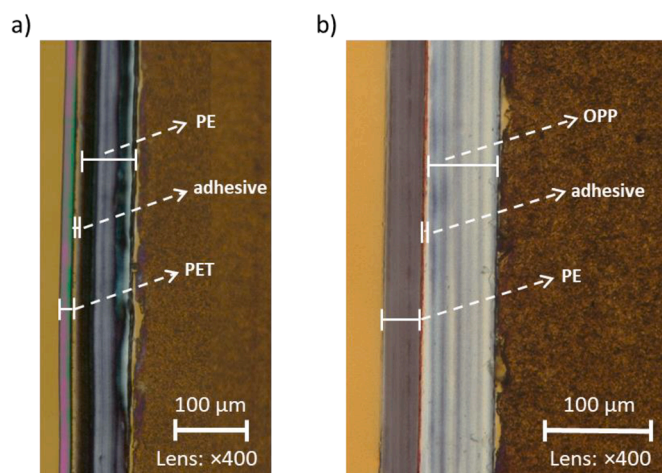 a)
PE
adhesive
PET
100 µm
Lens: ×400
b)
OPP
adhesive
PE
100 µm
Lens: ×400